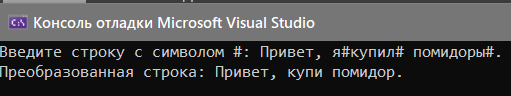 Консоль отладки Microsoft Visual Studio
Введите строку с символом #: Привет, я#купил# помидоры#.
Преобразованная строка: Привет, купи помидор.